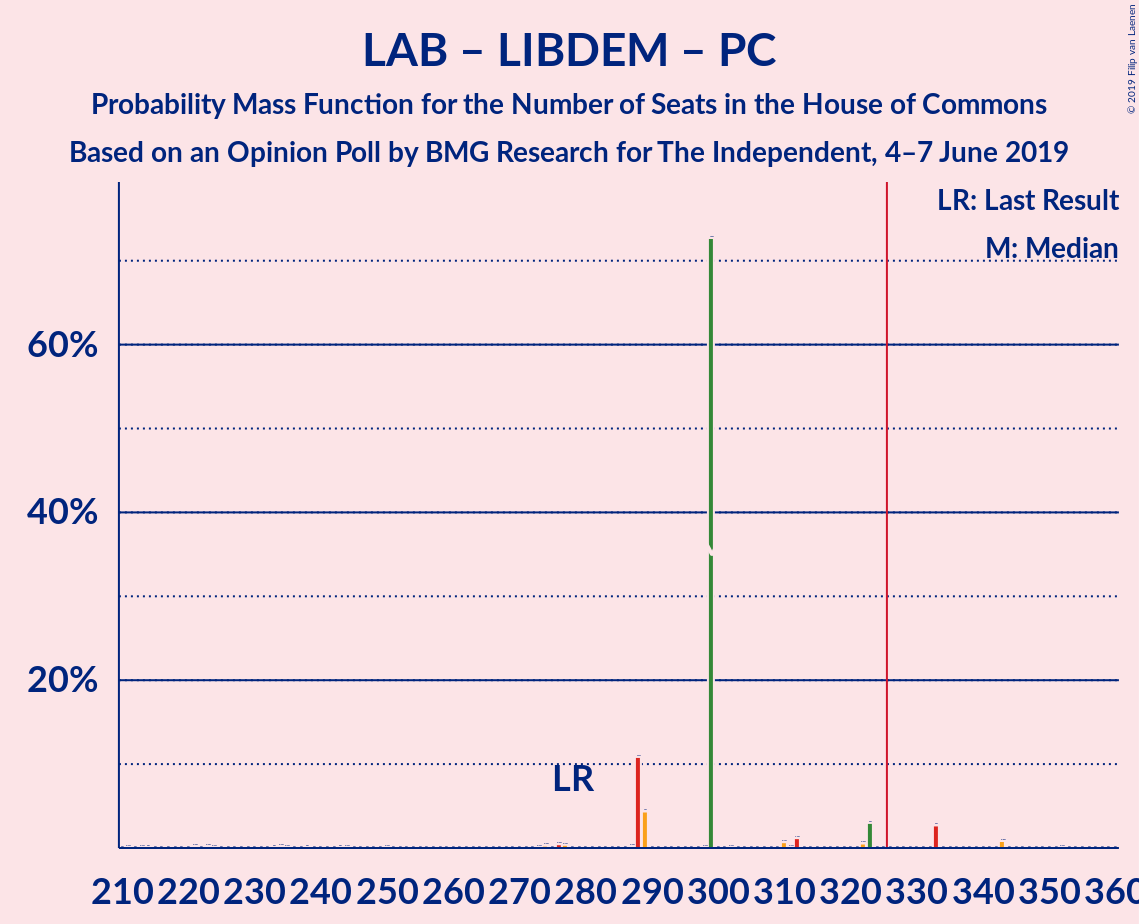 LAB – LIBDEM – PC
Probability Mass Function for the Number of Seats in the House of Commons
Based on an Opinion Poll by BMG Research for The Independent, 4–7 June 2019
© 2019 Filip van Laenen
LR: Last Result
M: Median
60%
40%
20%
LR
210 220 230 240 250 260 270 280 290 300 310 320 330 340 350 360